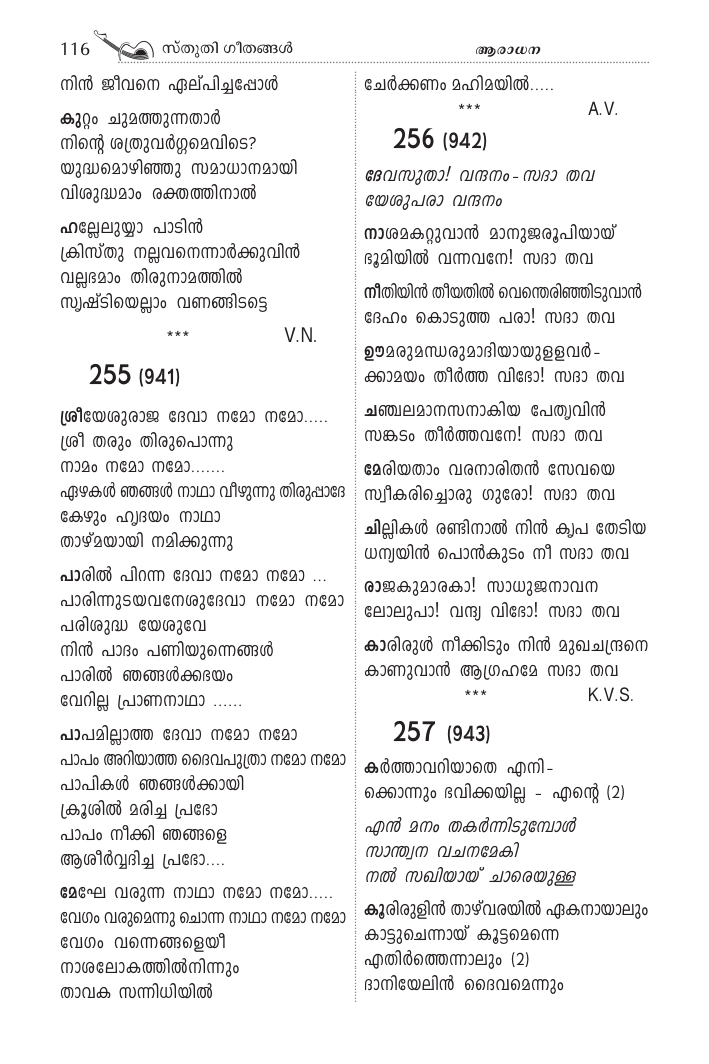 116 സ്തുതി ഗീതങ്ങൾ ആരാധന
നിൻ ജീവനെ ഏല്പിച്ചപ്പോൾ
കുറ്റം ചുമത്തുന്നതാർ
നിന്റെ ശത്രുവർഗ്ഗമെവിടെ?
യുദ്ധമൊഴിഞ്ഞു സമാധാനമായി
വിശുദ്ധമാം രക്തത്തിനാൽ
ഹല്ലേലുയ്യാ പാടിൻ
ക്രിസ്തു നല്ലവനെന്നാർക്കുവിൻ
വല്ലഭമാം തിരുനാമത്തിൽ
സൃഷ്ടിയെല്ലാം വണങ്ങിടട്ടെ
*** V.N.
255 (941)
ശ്രീയേശുരാജ ദേവാ നമോ നമോ.....
ശ്രീ തരും തിരുപൊന്നു
നാമം നമോ നമോ.......
ഏഴകൾ ഞങ്ങൾ നാഥാ വീഴുന്നു തിരുപ്പാദേ
കേഴും ഹൃദയം നാഥാ
താഴ്മയായി നമിക്കുന്നു
പാരിൽ പിറന്ന ദേവാ നമോ നമോ ...
പാരിന്നുടയവനേശുദേവാ നമോ നമോ
പരിശുദ്ധ യേശുവേ
നിൻ പാദം പണിയുന്നെങ്ങൾ
പാരിൽ ഞങ്ങൾക്കഭയം
വേറില്ല പ്രാണനാഥാ ......
പാപമില്ലാത്ത ദേവാ നമോ നമോ
പാപം അറിയാത്ത ദൈവപുത്രാ നമോ നമോ
പാപികൾ ഞങ്ങൾക്കായി
ക്രൂശിൽ മരിച്ച പ്രഭോ
പാപം നീക്കി ഞങ്ങളെ
ആശീർവ്വദിച്ച പ്രഭോ....
മേഘേ വരുന്ന നാഥാ നമോ നമോ.....
വേഗം വരുമെന്നു ചൊന്ന നാഥാ നമോ നമോ
വേഗം വന്നെങ്ങളെയീ
നാശലോകത്തിൽനിന്നും
താവക സന്നിധിയിൽ
ചേർക്കണം മഹിമയിൽ.....
*** A.V.
256 (942)
ദേവസുതാ! വന്ദനം - സദാ തവ
യേശുപരാ വന്ദനം
നാശമകറ്റുവാൻ മാനുജരൂപിയായ്
ഭൂമിയിൽ വന്നവനേ! സദാ തവ
നീതിയിൻ തീയതിൽ വെന്തെരിഞ്ഞിടുവാൻ
ദേഹം കൊടുത്ത പരാ! സദാ തവ
ഊമരുമന്ധരുമാദിയായുളളവർ -
ക്കാമയം തീർത്ത വിഭോ! സദാ തവ
ചഞ്ചലമാനസനാകിയ പേതൃവിൻ
സങ്കടം തീർത്തവനേ! സദാ തവ
മേരിയതാം വരനാരിതൻ സേവയെ
സ്വീകരിച്ചൊരു ഗുരോ! സദാ തവ
ചില്ലികൾ രണ്ടിനാൽ നിൻ കൃപ തേടിയ
ധന്യയിൻ പൊൻകുടം നീ സദാ തവ
രാജകുമാരകാ! സാധുജനാവന
ലോലുപാ! വന്ദ്യ വിഭോ! സദാ തവ
കാരിരുൾ നീക്കിടും നിൻ മുഖചന്ദ്രനെ
കാണുവാൻ ആഗ്രഹമേ സദാ തവ
*** K.V.S.
257 (943)
കർത്താവറിയാതെ എനി-
ക്കൊന്നും ഭവിക്കയില്ല - എന്റെ (2)
എൻ മനം തകർന്നിടുമ്പോൾ
സാന്ത്വന വചനമേകി
നൽ സഖിയായ് ചാരെയുള്ള
കൂരിരുളിൻ താഴ്വരയിൽ ഏകനായാലും
കാട്ടുചെന്നായ് കൂട്ടമെന്നെ
എതിർത്തെന്നാലും (2)
ദാനിയേലിൻ ദൈവമെന്നും